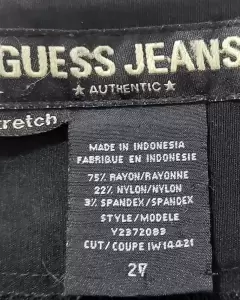 GUESS JEANS
★ AUTHENTIC ★
tretch
MADE IN INDONESIA
FABRIQUE EN INDONESIE
75% RAYON/RAYONNE
22% NYLON/NYLON
3% SPANDEX/SPANDEX
STYLE/MODELE
Y2372093
CUT/COUPE IW14421
27